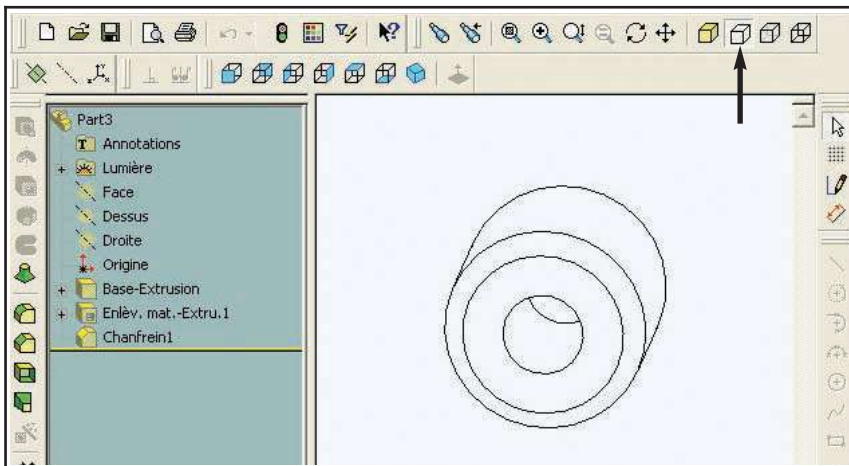 Part3
Annotations
Lumière
Face
Dessus
Droite
Origine
Base-Extrusion
Enlèv. mat.-Extru.1
Chanfrein1